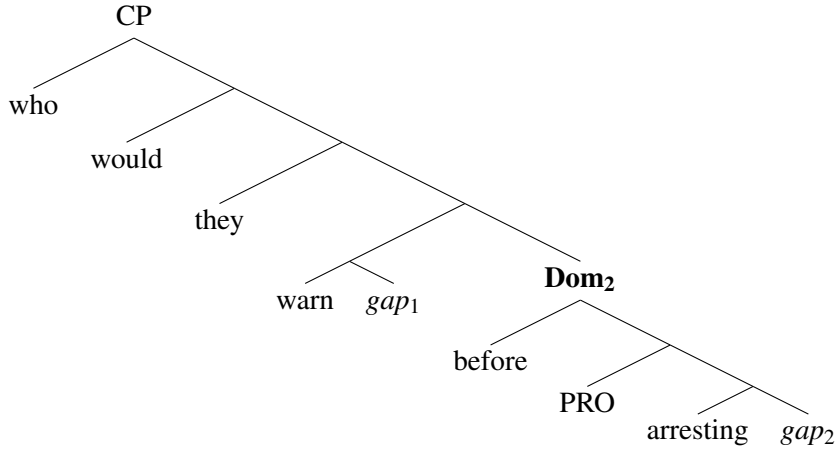 CP
who
would
they
warn gap₁ Dom₂
before
PRO
arresting gap₂